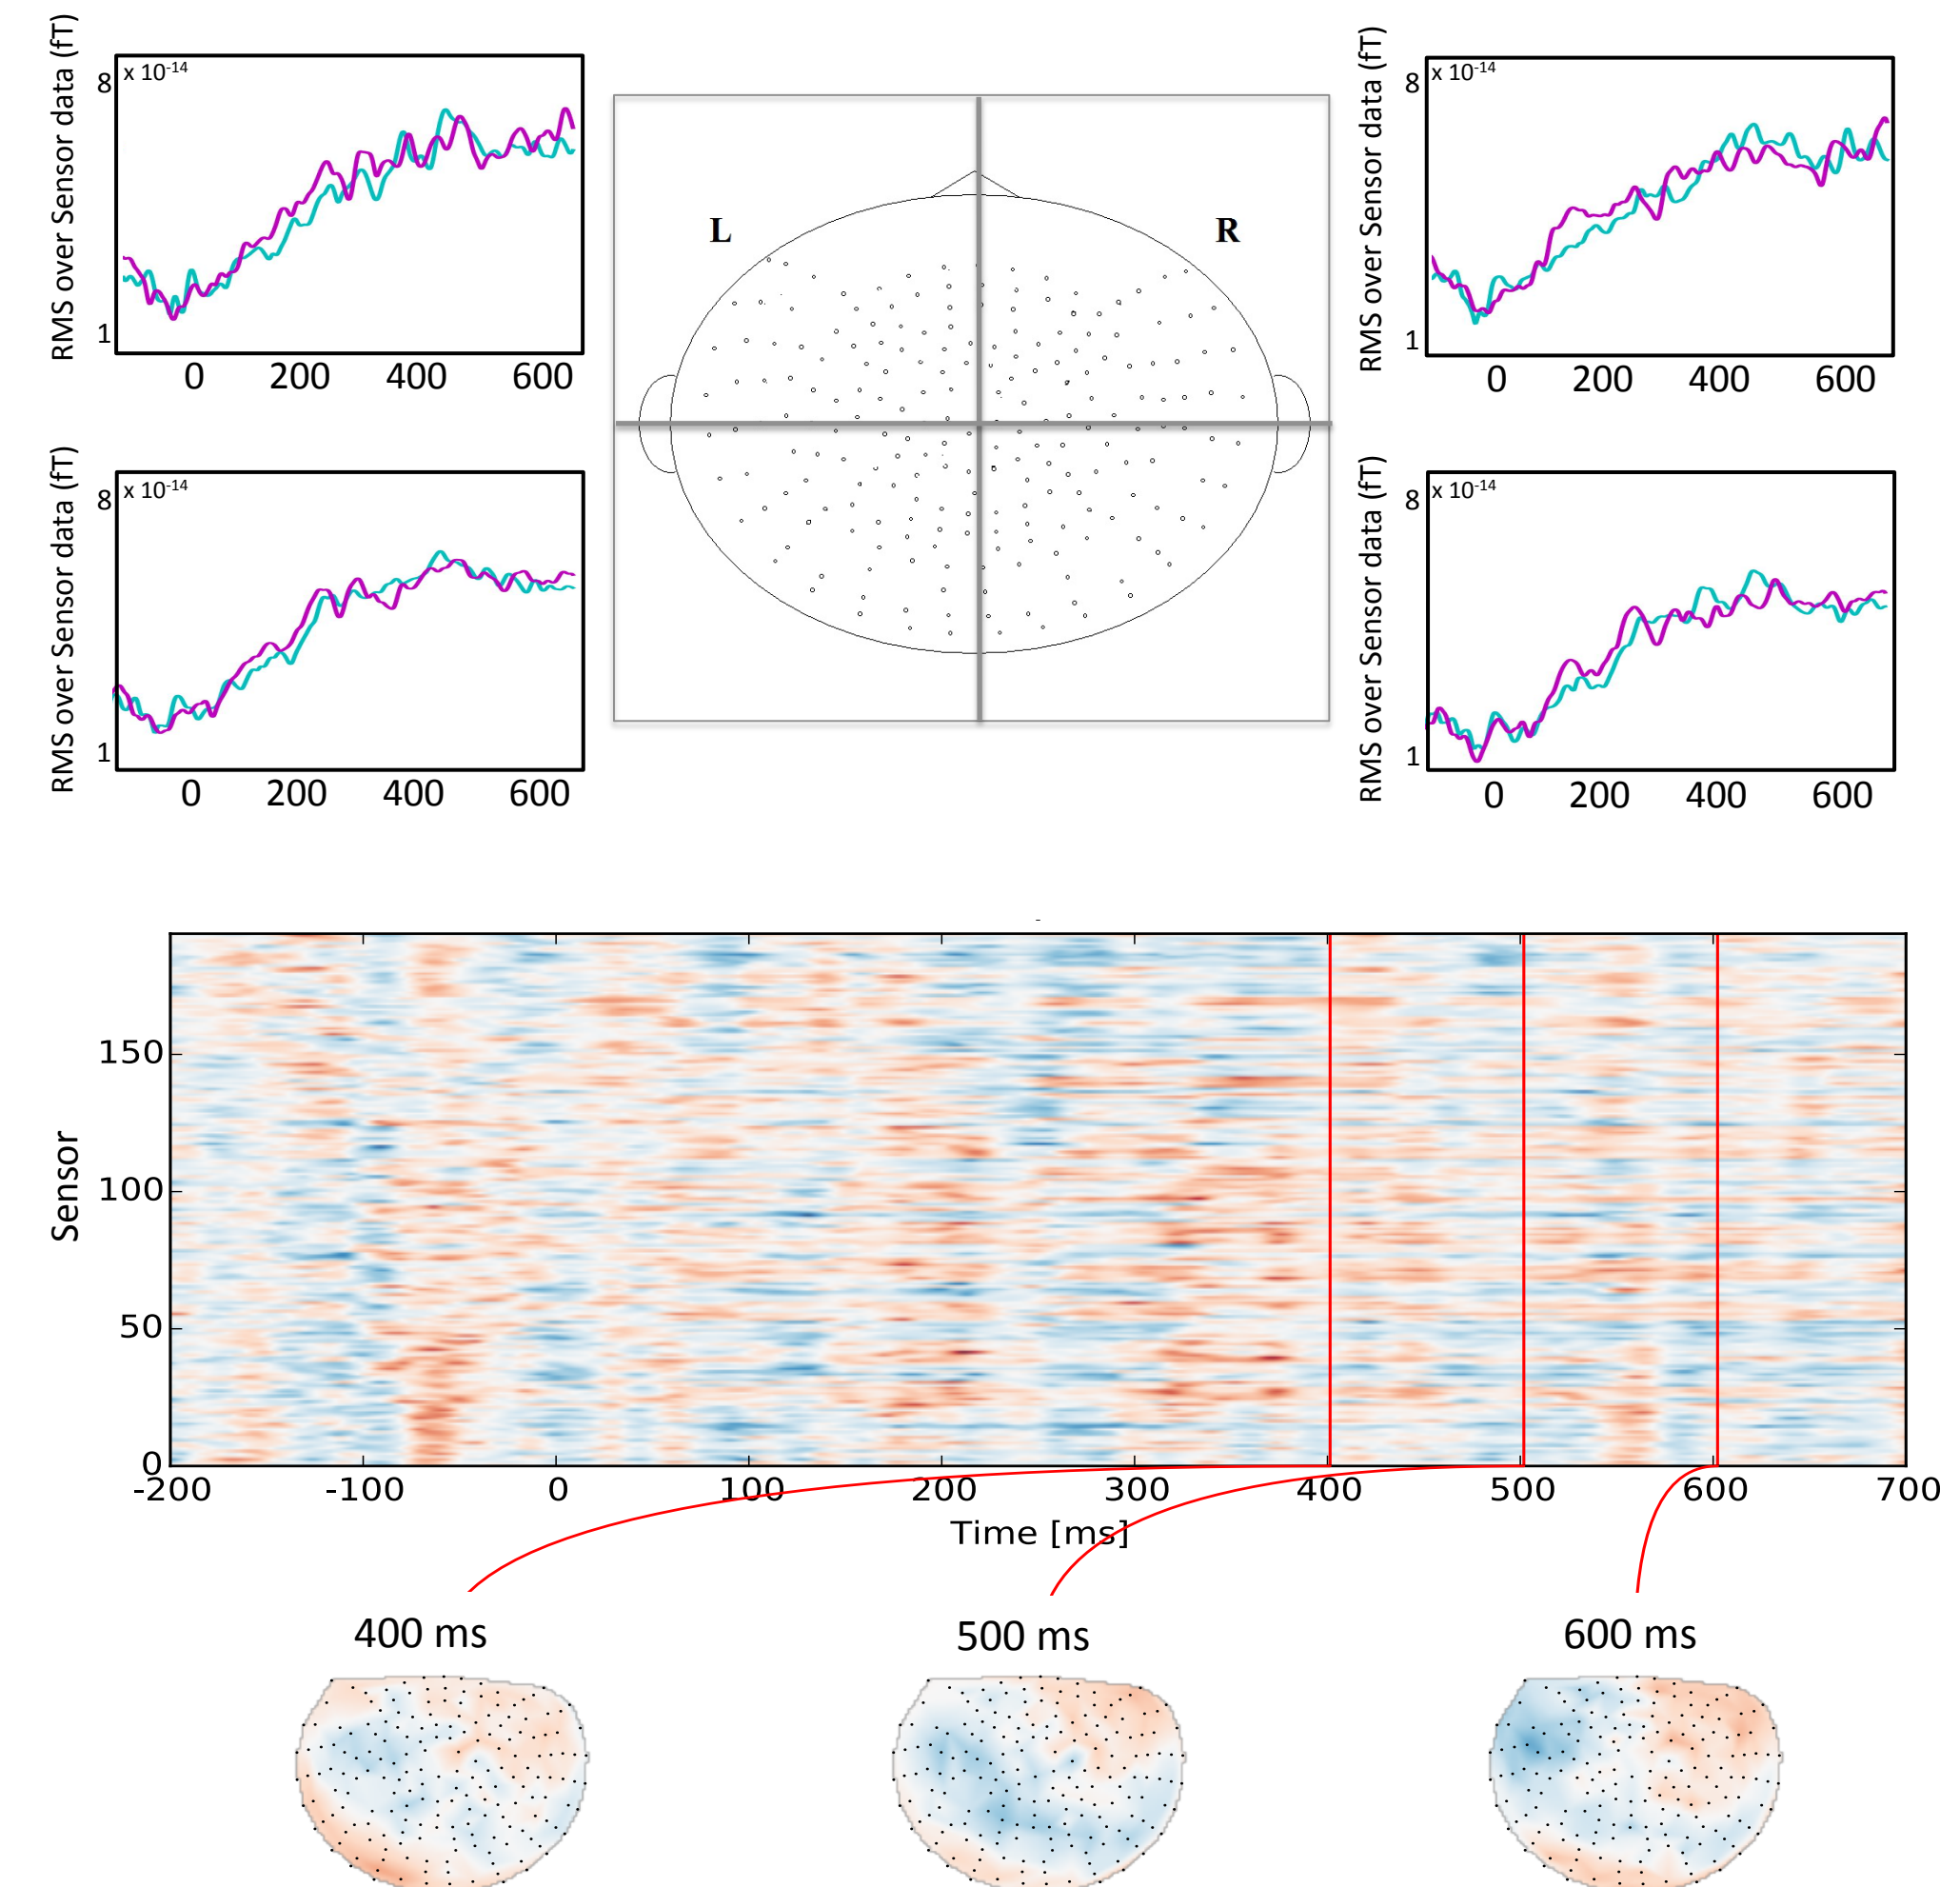 RMS over Sensor data (fT)
8
x 10-14
1
0 200 400 600
L
R
RMS over Sensor data (fT)
8
x 10-14
1
0 200 400 600
RMS over Sensor data (fT)
8
x 10-14
1
0 200 400 600
RMS over Sensor data (fT)
8
x 10-14
1
0 200 400 600
Sensor
150
100
50
0
-200 -100 0 100 200 300 400 500 600 700
Time [ms]
400 ms
500 ms
600 ms